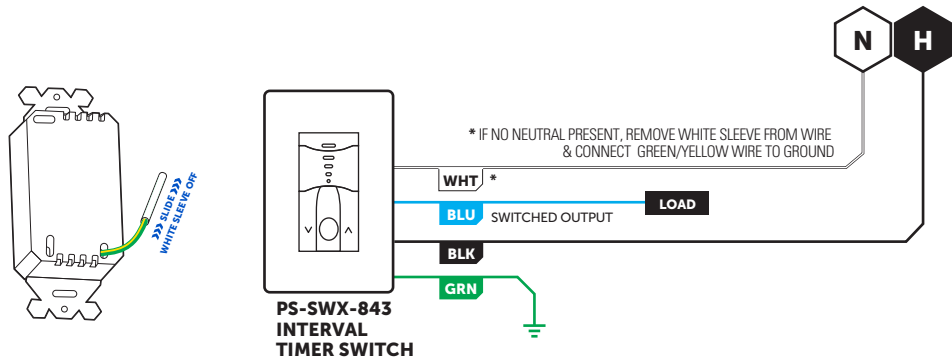 N H
* IF NO NEUTRAL PRESENT, REMOVE WHITE SLEEVE FROM WIRE
& CONNECT GREEN/YELLOW WIRE TO GROUND
WHT *
BLU SWITCHED OUTPUT LOAD
BLK
GRN
PS-SWX-843
INTERVAL
TIMER SWITCH
>>> SLIDE >>>
WHITE SLEEVE OFF